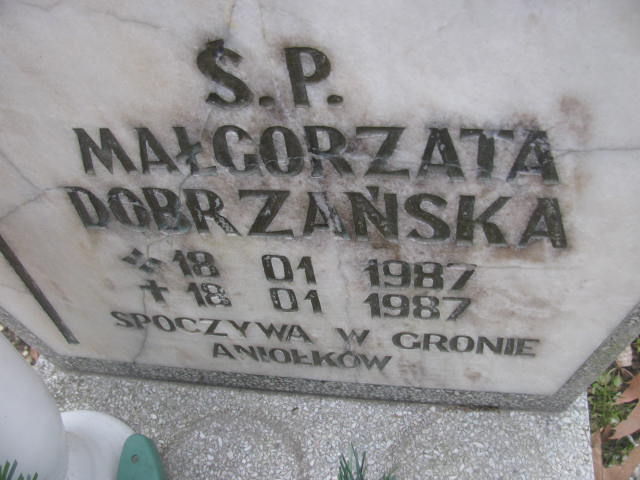 Ś.P.
MAŁGORZATA
DOBRZAŃSKA
* 18 01 1987
+ 18 01 1987
SPOCZYWA W GRONIE
ANIOŁKÓW